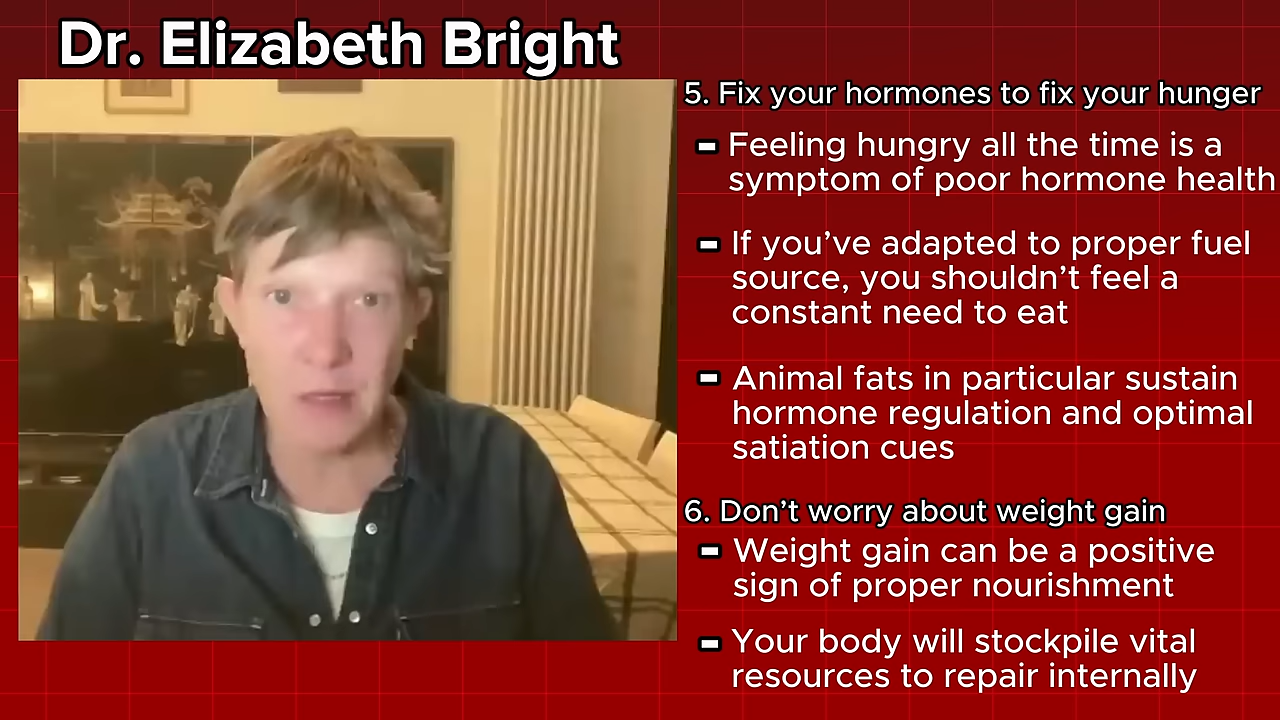 Dr. Elizabeth Bright
5. Fix your hormones to fix your hunger
- Feeling hungry all the time is a
symptom of poor hormone health
- If you’ve adapted to proper fuel
source, you shouldn’t feel a
constant need to eat
- Animal fats in particular sustain
hormone regulation and optimal
satiation cues
6. Don’t worry about weight gain
- Weight gain can be a positive
sign of proper nourishment
- Your body will stockpile vital
resources to repair internally